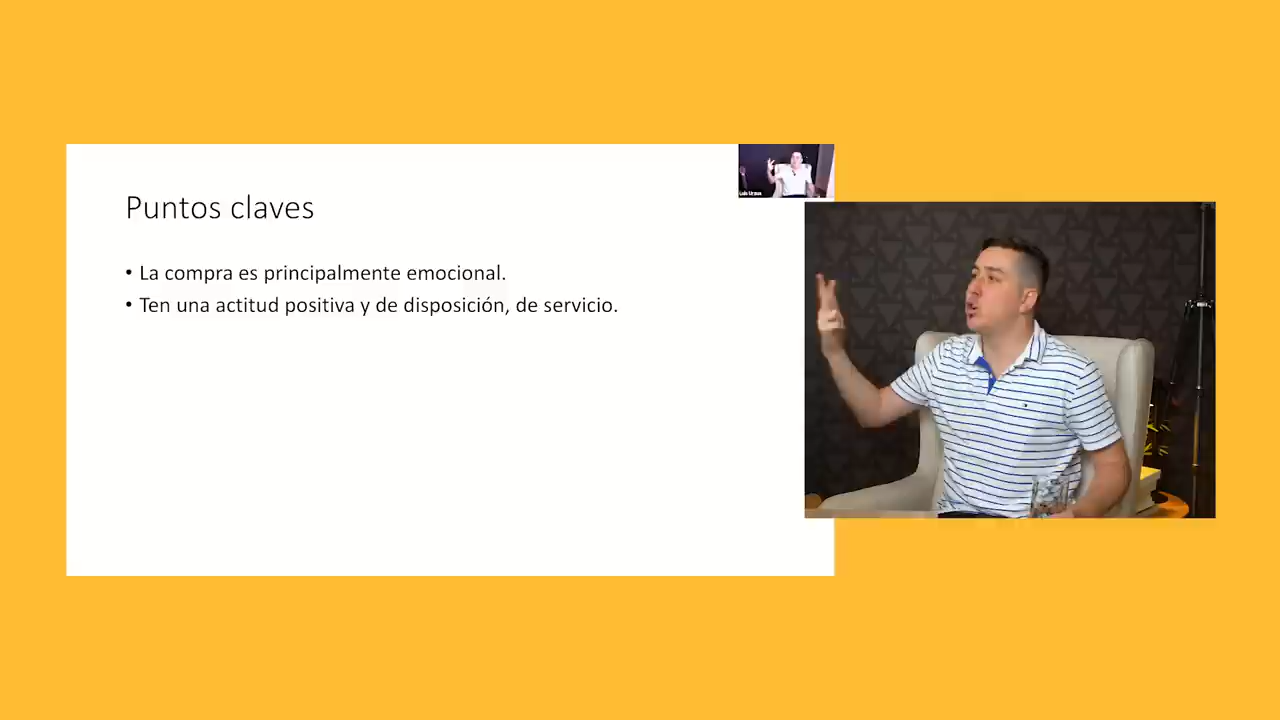 Puntos claves
• La compra es principalmente emocional.
• Ten una actitud positiva y de disposición, de servicio.